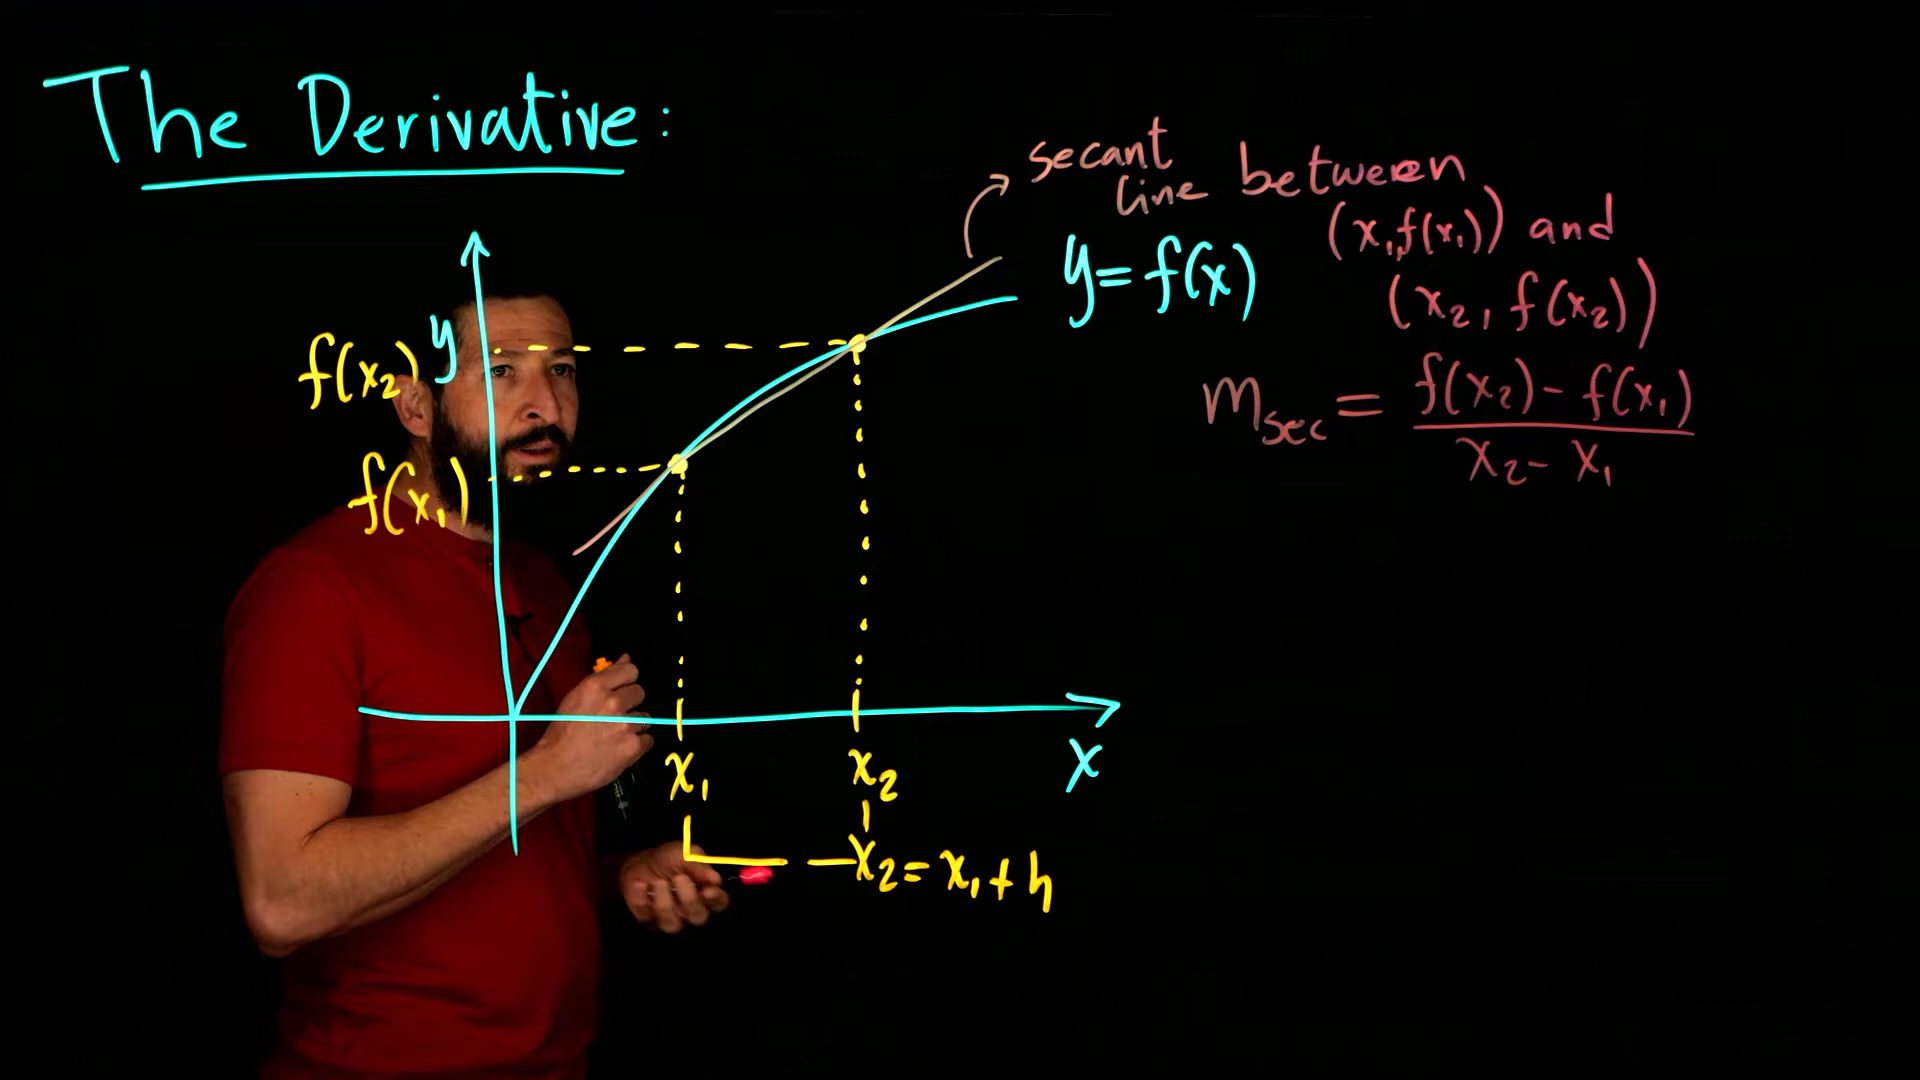 The Derivative:
secant
line between
(x₁,f(x₁)) and
(x₂, f(x₂))
y = f(x)
y
f(x₂)
f(x₁)
m_sec = \frac{f(x₂) - f(x₁)}{x₂ - x₁}
x₁
x₂
x
x₂ = x₁ + h